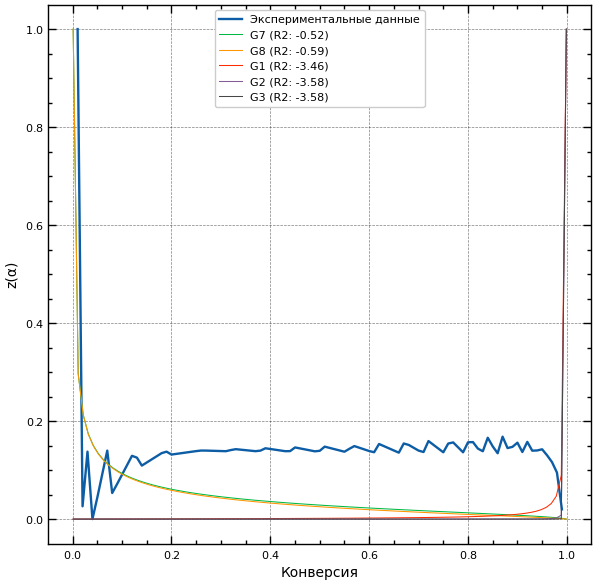 Экспериментальные данные
G7 (R2: -0.52)
G8 (R2: -0.59)
G1 (R2: -3.46)
G2 (R2: -3.58)
G3 (R2: -3.58)
1.0
0.8
0.6
0.4
0.2
0.0
z(α)
0.0 0.2 0.4 0.6 0.8 1.0
Конверсия